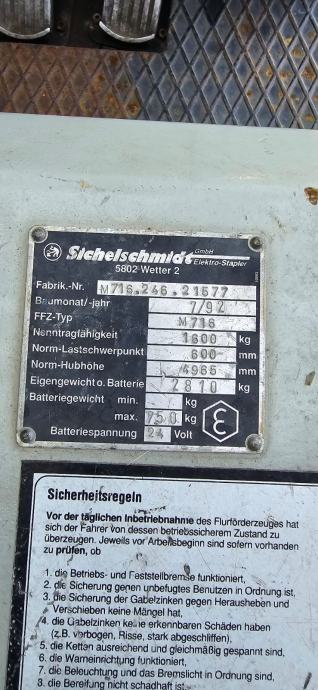 Sichelschmidt GmbH
Elektro-Stapler
5802 Wetter 2
Fabrik.-Nr. M716.246.21577
Baumonat/-jahr 7/92
FFZ-Typ M716
Nenntragfähigkeit 1600 kg
Norm-Lastschwerpunkt 600 mm
Norm-Hubhöhe 4965 mm
Eigengewicht o. Batterie 2810 kg
Batteriegewicht min. / kg
max. 750 kg
Batteriespannung 24 Volt
Sicherheitsregeln
Vor der täglichen Inbetriebnahme des Flurförderzeuges hat
sich der Fahrer von dessen betriebssicherem Zustand zu
überzeugen. Jeweils vor Arbeitsbeginn sind sofern vorhanden
zu prüfen, ob
1. die Betriebs- und Feststellbremse funktioniert,
2. die Sicherung gegen unbefugtes Benutzen in Ordnung ist,
3. die Sicherung der Gabelzinken gegen Herausheben und
Verschieben keine Mängel hat,
4. die Gabelzinken keine erkennbaren Schäden haben
(z.B. verbogen, Risse, stark abgeschliffen),
5. die Ketten ausreichend und gleichmäßig gespannt sind,
6. die Warneinrichtung funktioniert,
7. die Beleuchtung und das Bremslicht in Ordnung sind,
die Bereifung nicht schadhaft ist